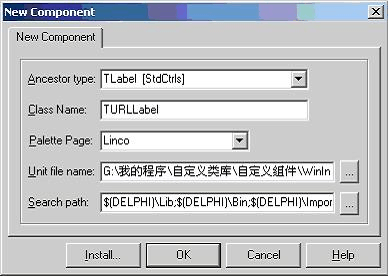 New Component
New Component
Ancestor type: TLabel [StdCtrls]
Class Name: TURLLabel
Palette Page: Linco
Unit file name: G:\我的程序\自定义类库\自定义组件\WinIn ...
Search path: $(DELPHI)\Lib;$(DELPHI)\Bin;$(DELPHI)\Impor ...
Install... OK Cancel Help